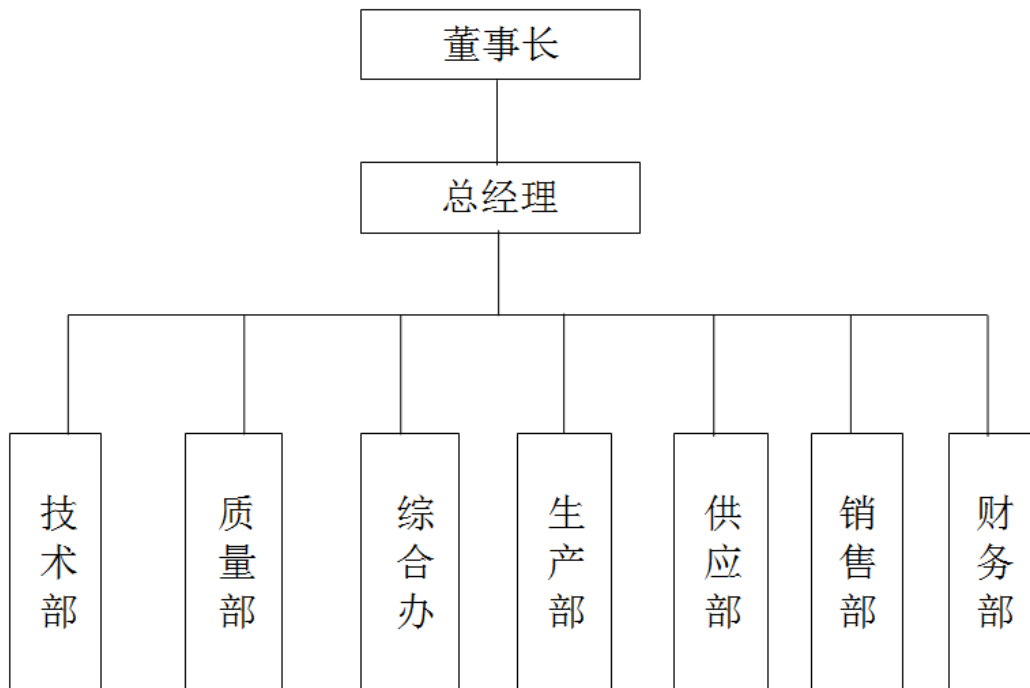 董事长
总经理
技术部
质量部
综合办
生产部
供应部
销售部
财务部